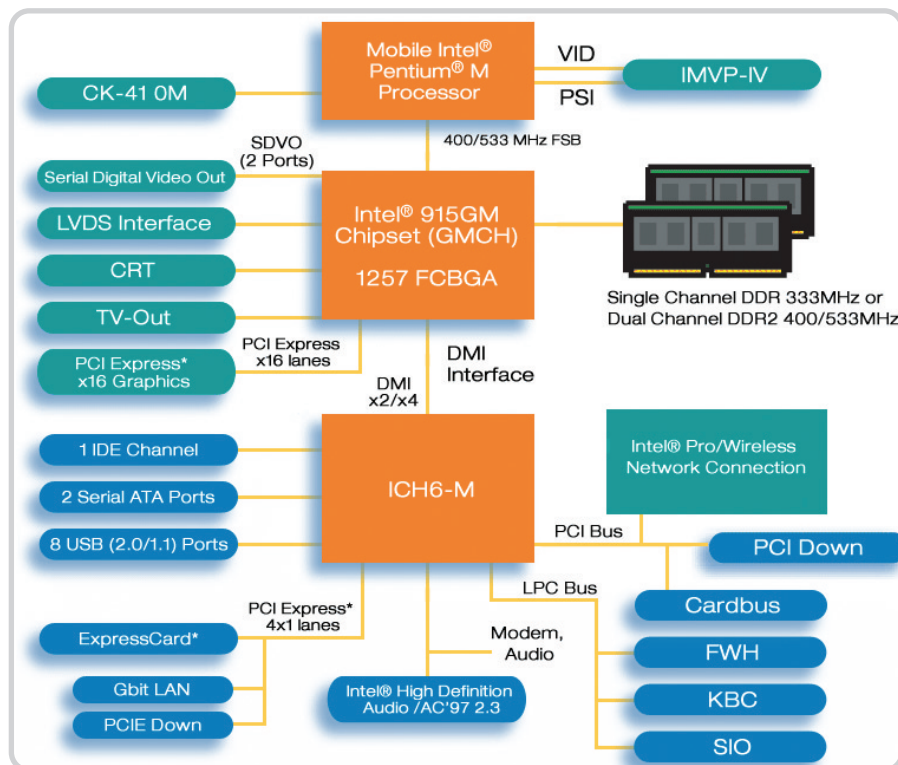 Mobile Intel®
Pentium® M
Processor
VID
PSI
IMVP-IV
CK-41 0M
400/533 MHz FSB
SDVO
(2 Ports)
Serial Digital Video Out
LVDS Interface
CRT
TV-Out
PCI Express*
x16 Graphics
PCI Express
x16 lanes
Intel® 915GM
Chipset (GMCH)
1257 FCBGA
Single Channel DDR 333MHz or
Dual Channel DDR2 400/533MHz
DMI
Interface
DMI
x2/x4
1 IDE Channel
2 Serial ATA Ports
8 USB (2.0/1.1) Ports
ICH6-M
Intel® Pro/Wireless
Network Connection
PCI Bus
PCI Down
Cardbus
LPC Bus
FWH
KBC
SIO
PCI Express*
4x1 lanes
ExpressCard*
Gbit LAN
PCIE Down
Modem,
Audio
Intel® High Definition
Audio /AC'97 2.3